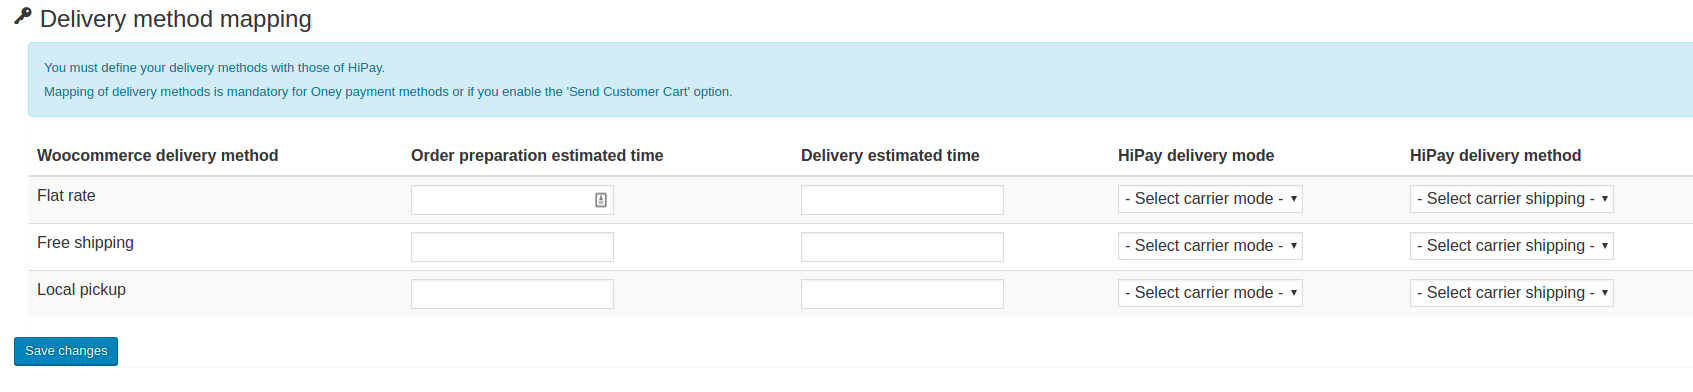 Delivery method mapping
You must define your delivery methods with those of HiPay.
Mapping of delivery methods is mandatory for Oney payment methods or if you enable the 'Send Customer Cart' option.
Woocommerce delivery method Order preparation estimated time Delivery estimated time HiPay delivery mode HiPay delivery method
Flat rate - Select carrier mode - - Select carrier shipping -
Free shipping - Select carrier mode - - Select carrier shipping -
Local pickup - Select carrier mode - - Select carrier shipping -
Save changes